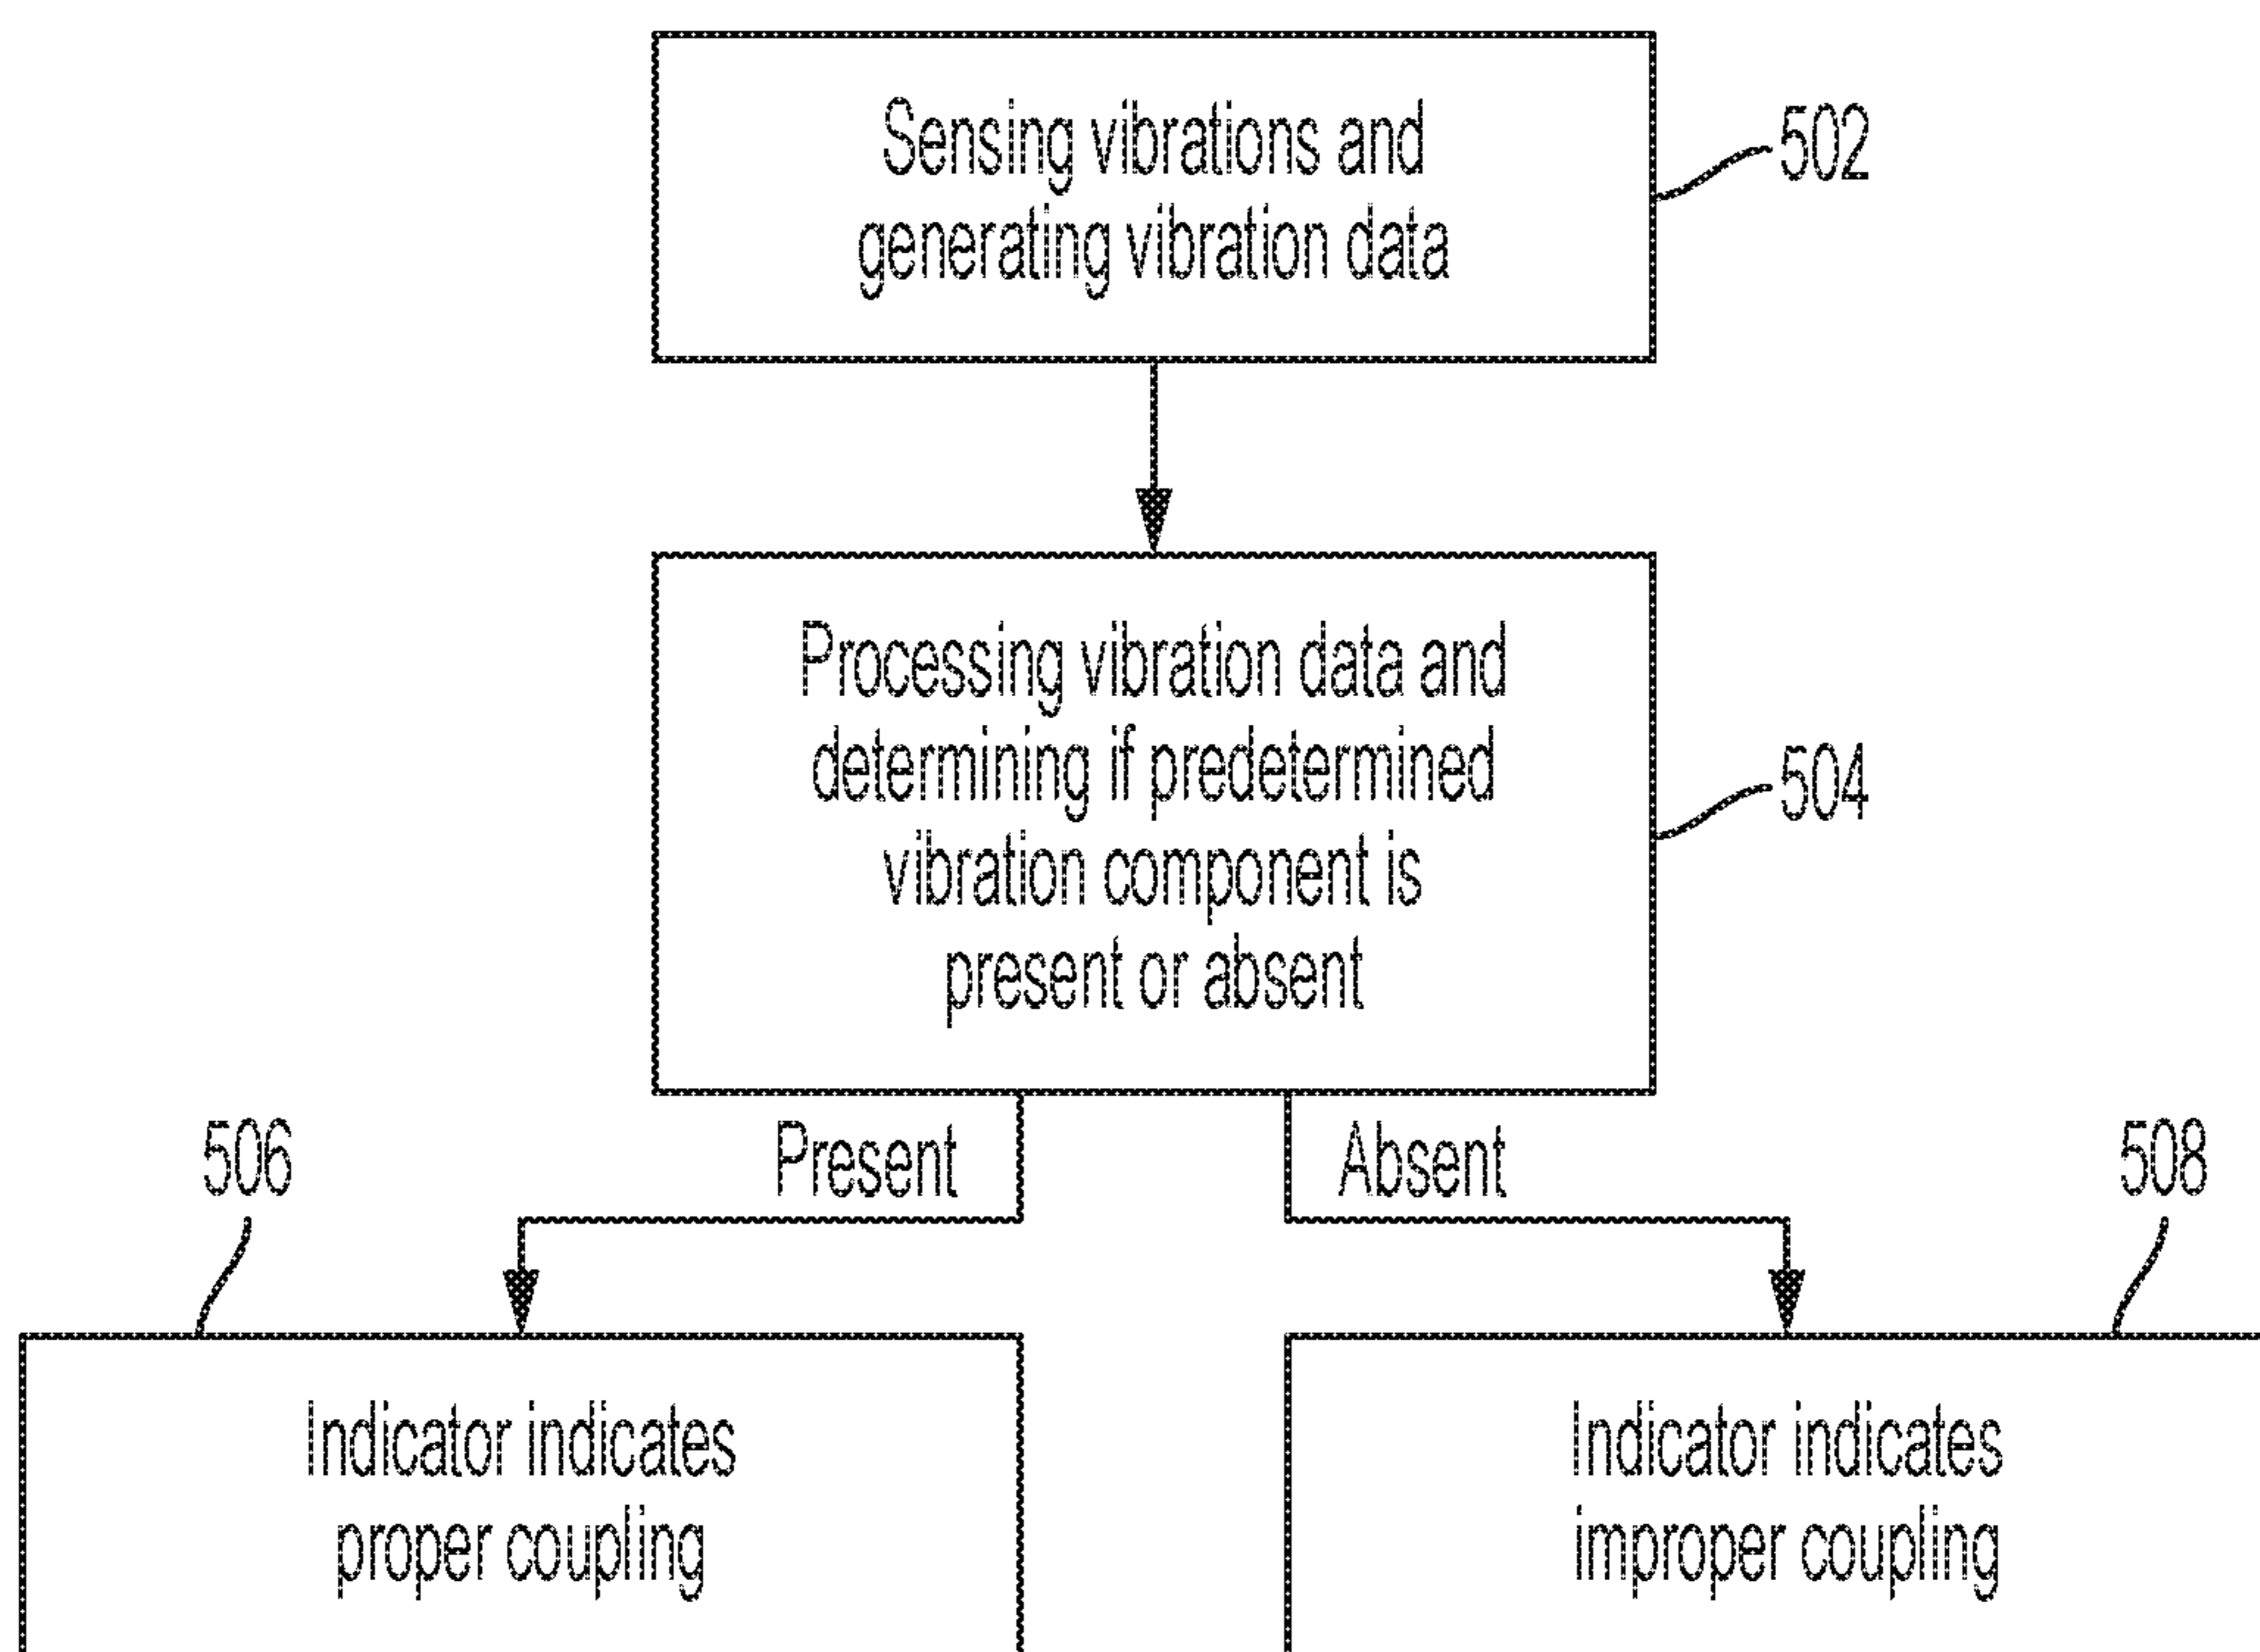 Sensing vibrations and
generating vibration data
502
Processing vibration data and
determining if predetermined
vibration component is
present or absent
504
Present
Absent
506
508
Indicator indicates
proper coupling
Indicator indicates
improper coupling